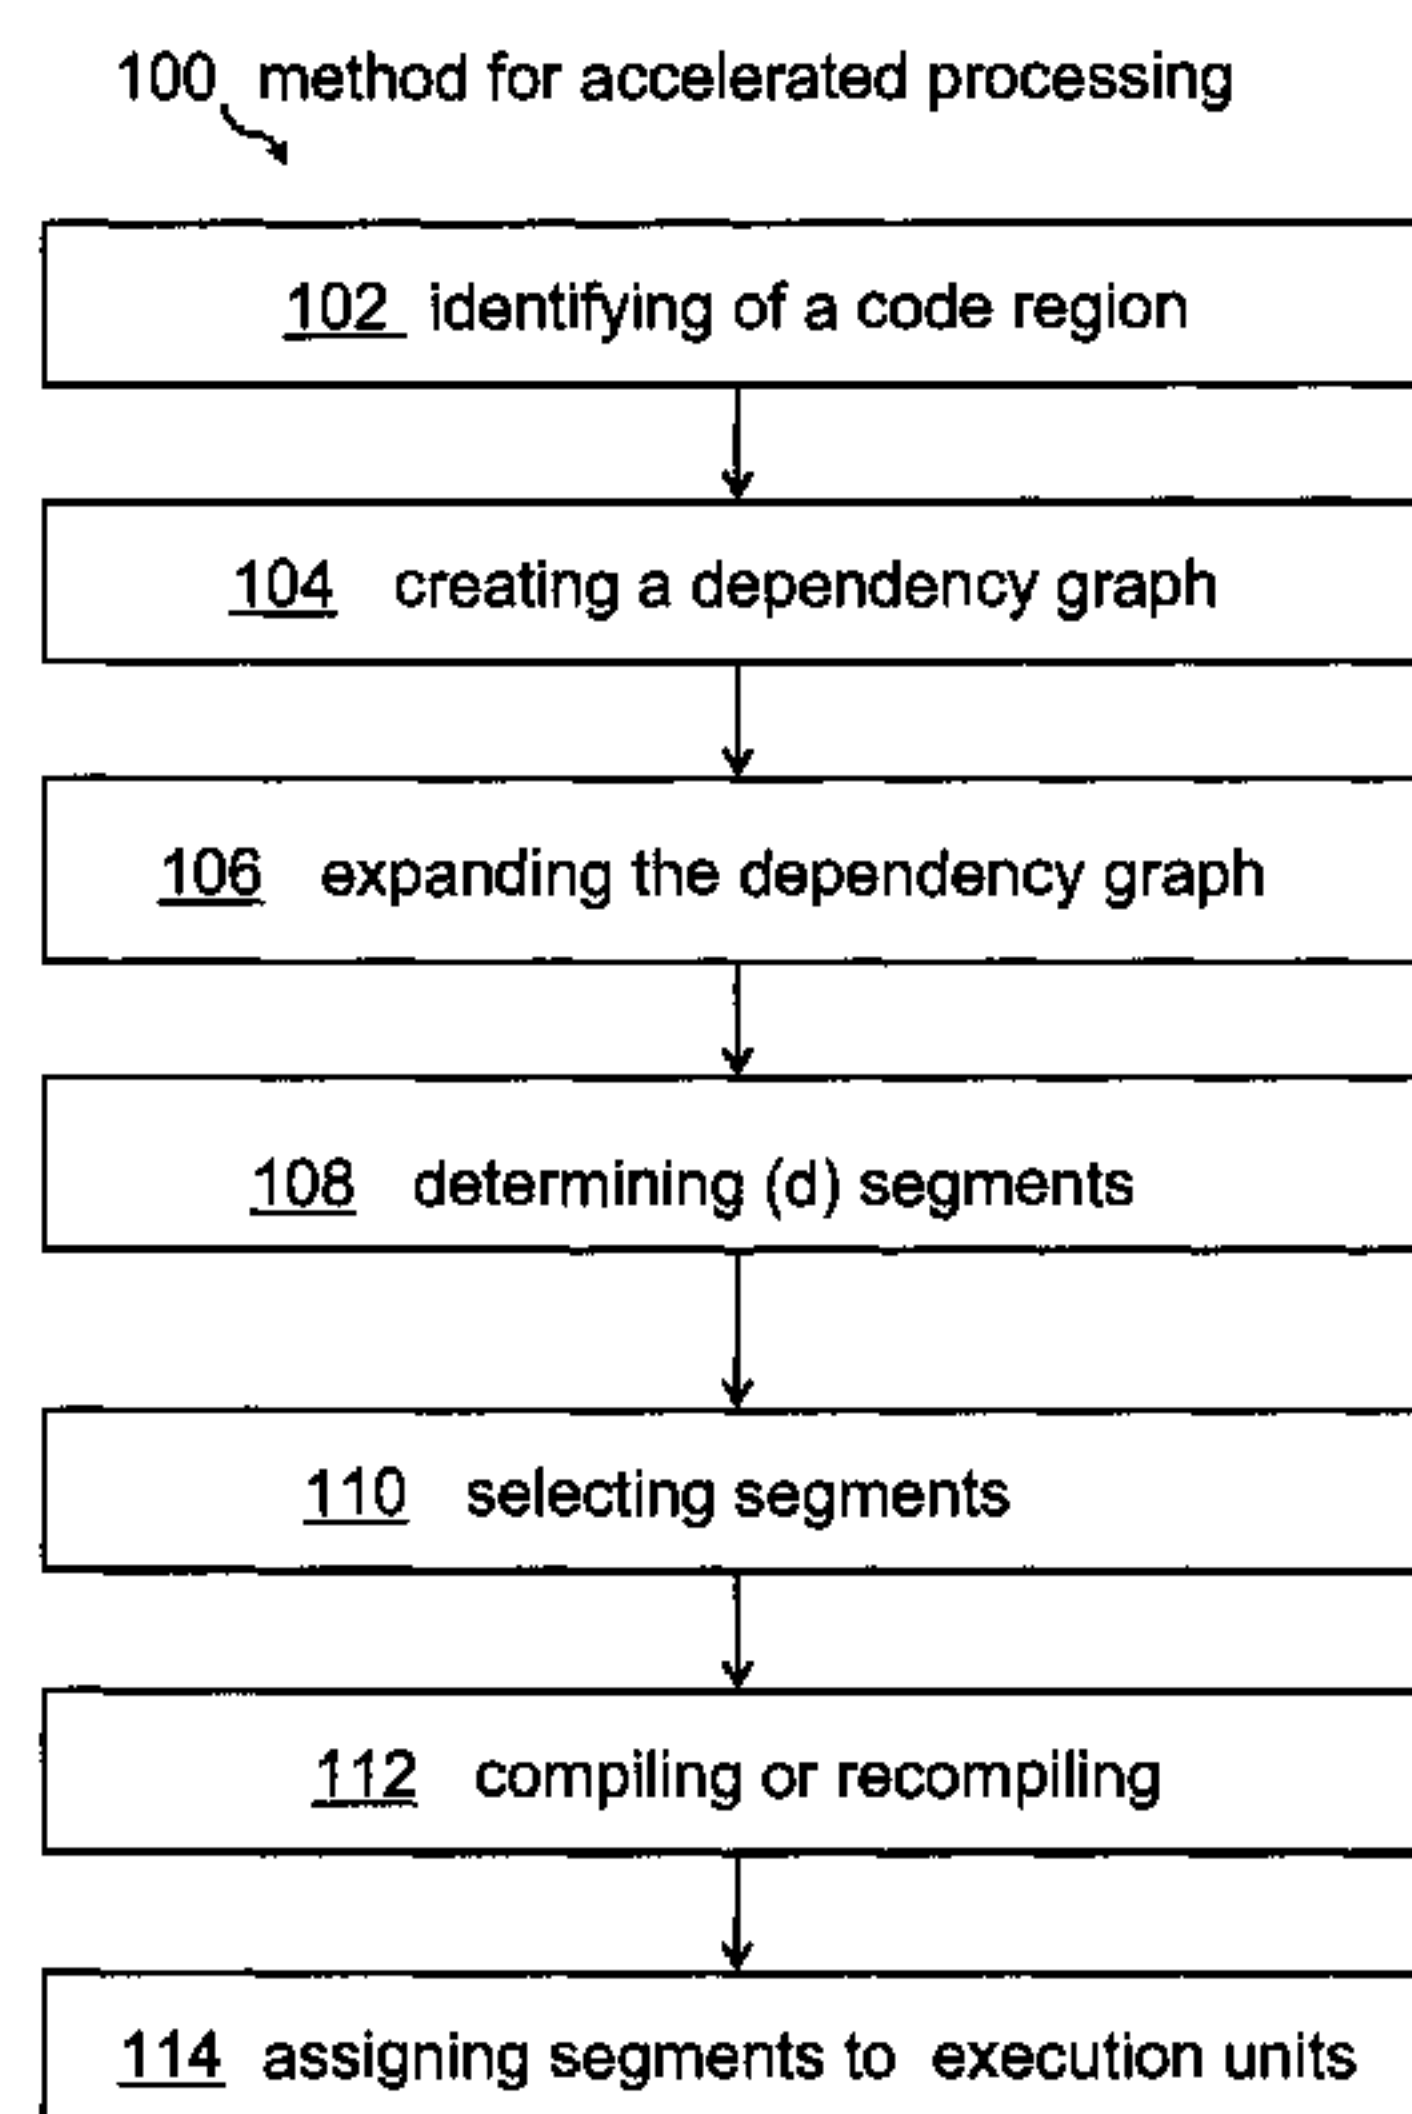 100 method for accelerated processing
102 identifying of a code region
104 creating a dependency graph
106 expanding the dependency graph
108 determining (d) segments
110 selecting segments
112 compiling or recompiling
114 assigning segments to execution units